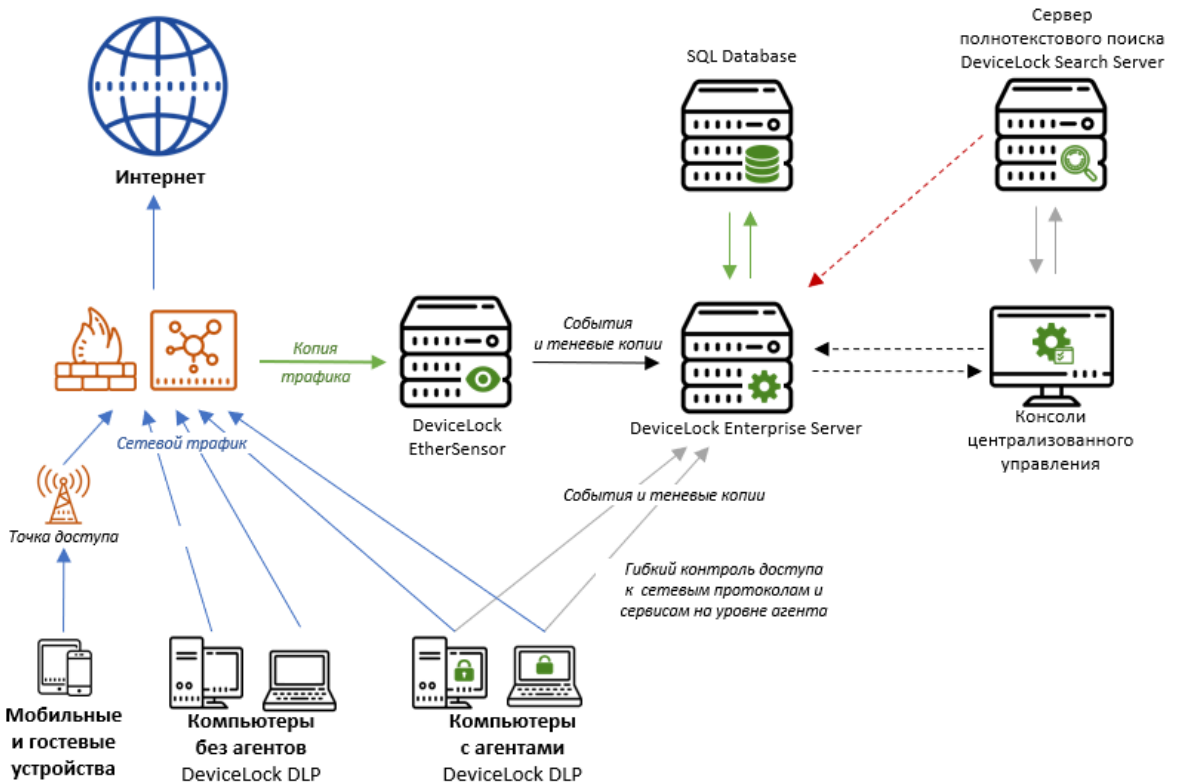 Сервер
полнотекстового поиска
DeviceLock Search Server
SQL Database
Интернет
Копия
трафика
События
и теневые копии
DeviceLock
EtherSensor
DeviceLock Enterprise Server
Консоли
централизованного
управления
Сетевой трафик
События и теневые копии
Точка доступа
Гибкий контроль доступа
к сетевым протоколам и
сервисам на уровне агента
Мобильные
и гостевые
устройства
Компьютеры
без агентов
DeviceLock DLP
Компьютеры
с агентами
DeviceLock DLP